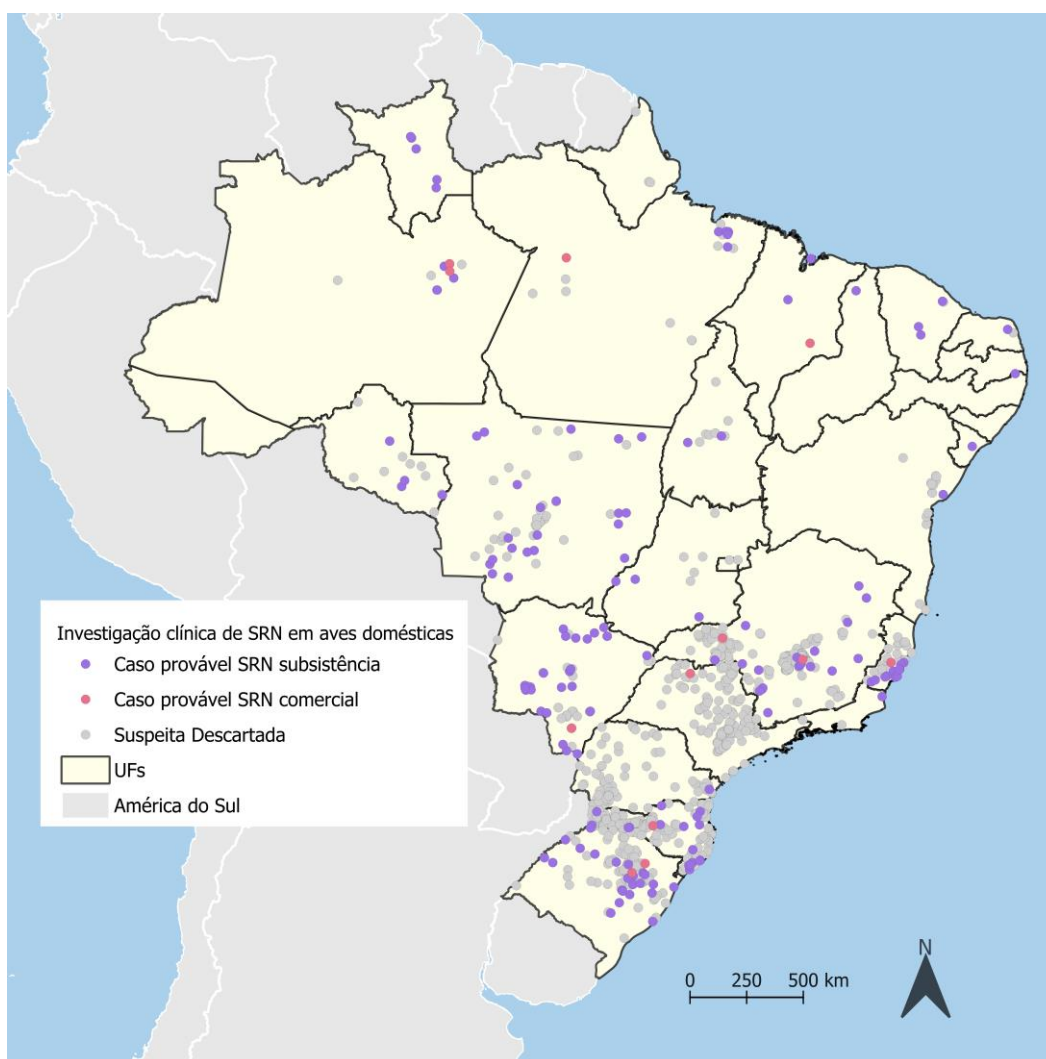 Investigação clínica de SRN em aves domésticas
Caso provável SRN subsistência
Caso provável SRN comercial
Suspeita Descartada
UFs
América do Sul
N
0 250 500 km